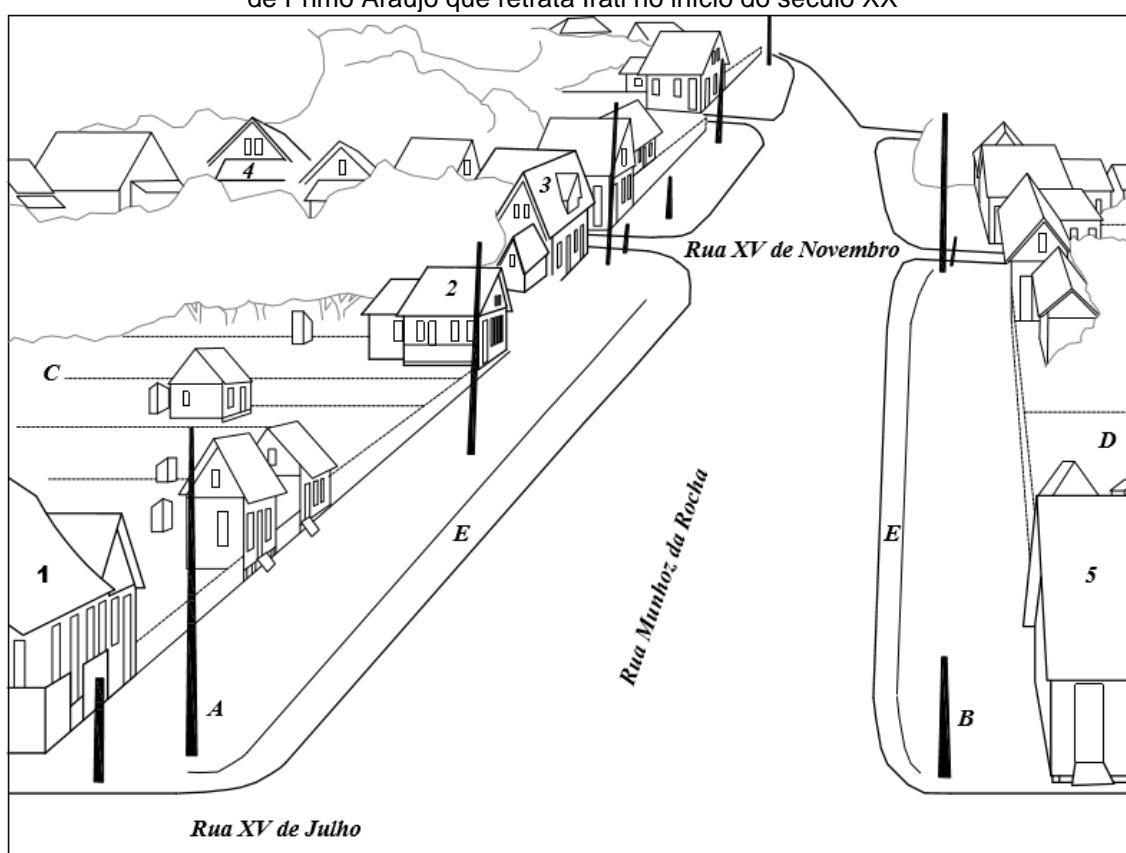 de Primo Araújo que retrata Irati no início do século XX
4
3
Rua XV de Novembro
2
C
D
Rua Munhoz da Rocha
E
E
1
5
A
B
Rua XV de Julho